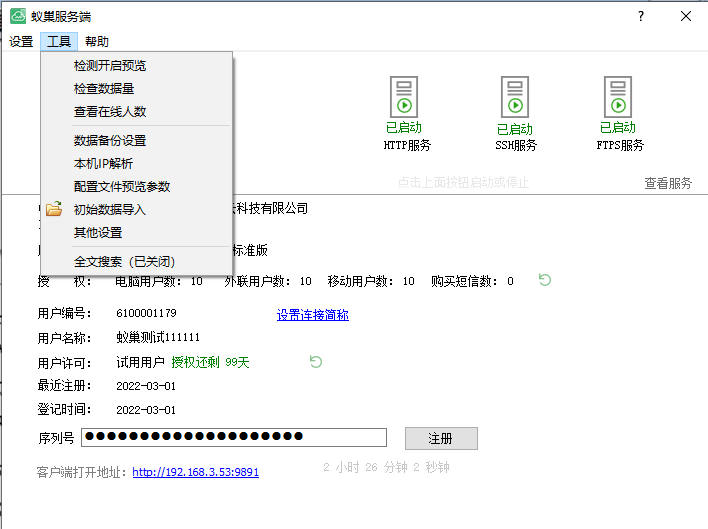 蚁巢服务端
设置 工具 帮助
检测开启预览
检查数据量
查看在线人数
数据备份设置
本机IP解析
配置文件预览参数
初始数据导入
其他设置
全文搜索（已关闭）
已启动 已启动 已启动
HTTP服务 SSH服务 FTPS服务
点击上面按钮启动或停止 查看服务
科技有限公司
标准版
授 权： 电脑用户数： 10 外联用户数： 10 移动用户数： 10 购买短信数： 0
用户编号： 6100001179 设置连接简称
用户名称： 蚁巢测试111111
用户许可： 试用用户 授权还剩 99天
最近注册： 2022-03-01
登记时间： 2022-03-01
序列号 ●●●●●●●●●●●●●●●●●●●● 注册
客户端打开地址： http://192.168.3.53:9891 2 小时 26 分钟 2 秒钟